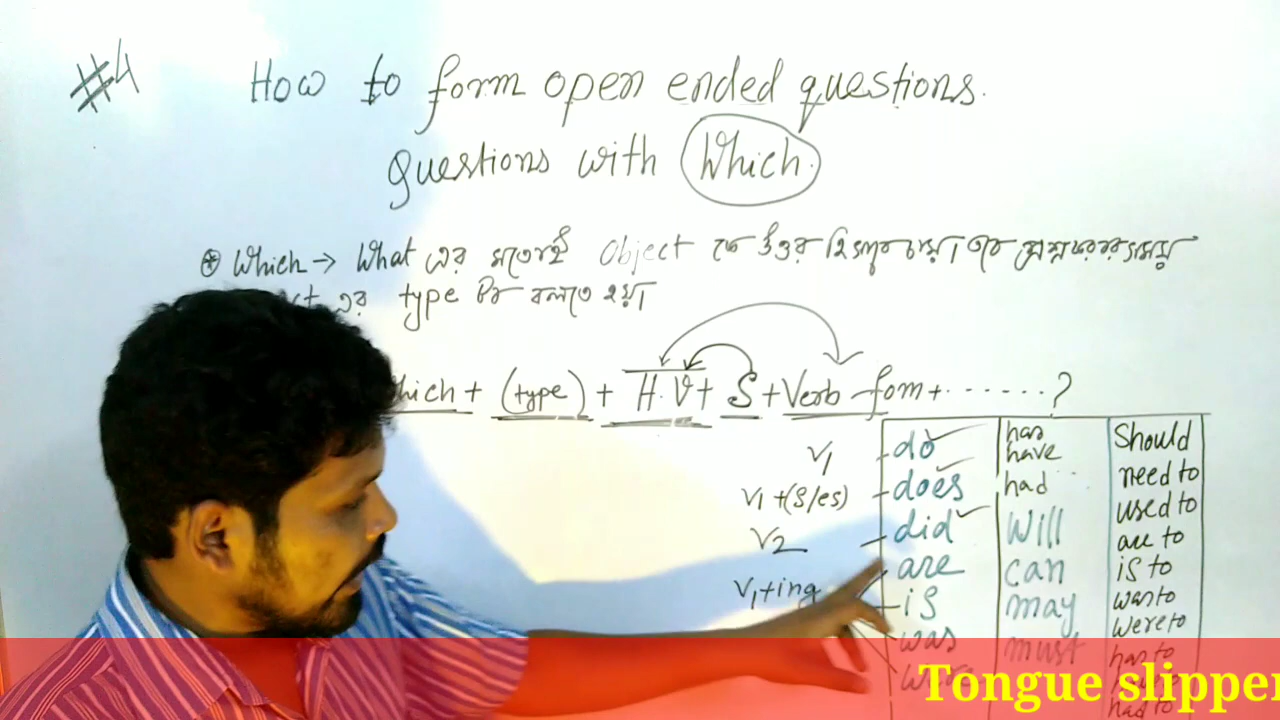 #4
How to form open ended questions.
Questions with Which.
Which → What এর মতোই Object কে উত্তর হিসেবে চায়। তবে প্রশ্ন করার সময়
এর type টি বলতে হয়।
hich + (type) + H.V + S + Verb fom + ......?
V1 do has have Should
V1 + (s/es) does had need to
V2 did will used to
V1+ing are can are to
is may is to
was must was to
were to
has to
had to
Tongue slipper